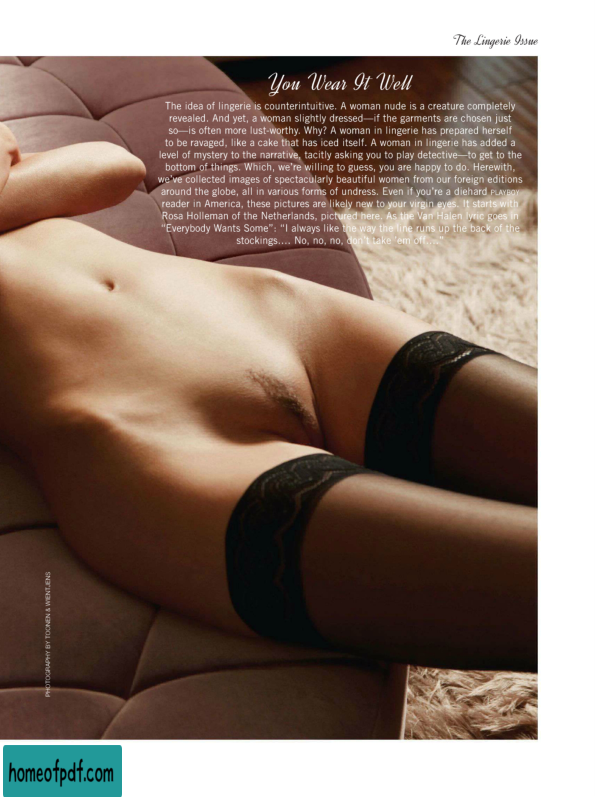 The Lingerie Issue
You Wear It Well
The idea of lingerie is counterintuitive. A woman nude is a creature completely
revealed. And yet, a woman slightly dressed—if the garments are chosen just
so—is often more lust-worthy. Why? A woman in lingerie has prepared herself
to be ravaged, like a cake that has iced itself. A woman in lingerie has added a
level of mystery to the narrative, tacitly asking you to play detective—to get to the
bottom of things. Which, we're willing to guess, you are happy to do. Herewith,
we've collected images of spectacularly beautiful women from our foreign editions
around the globe, all in various forms of undress. Even if you're a diehard PLAYBOY
reader in America, these pictures are likely new to your virgin eyes. It starts with
Rosa Holleman of the Netherlands, pictured here. As the Van Halen lyric goes in
"Everybody Wants Some": "I always like the way the line runs up the back of the
stockings.... No, no, no, don't take 'em off...."
PHOTOGRAPHY BY TOONEN & WIENTJENS
homeofpdf.com